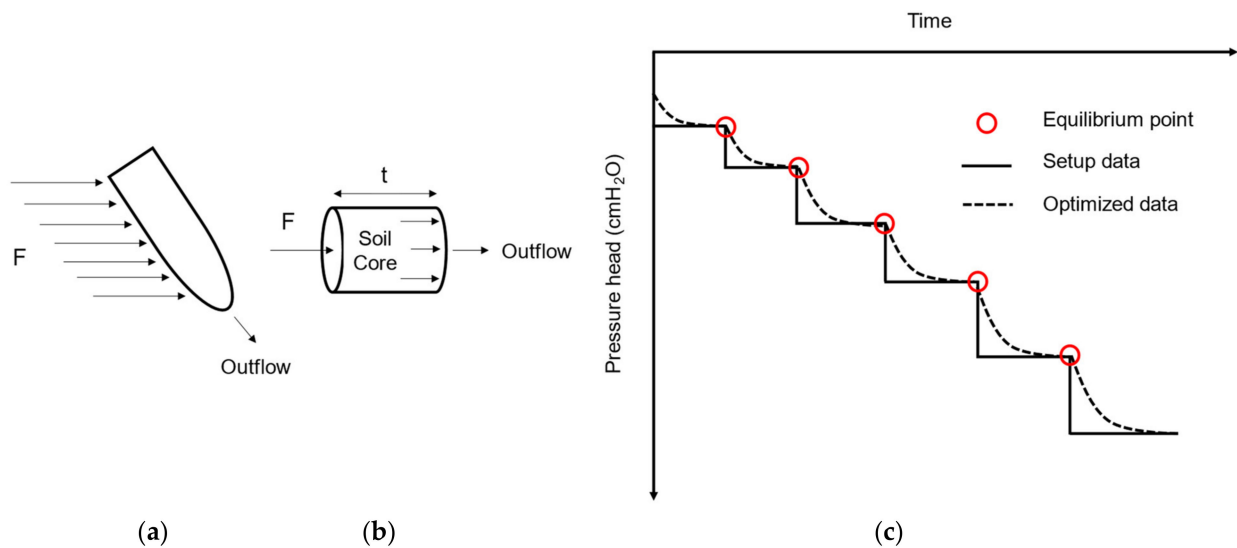 F
Outflow
(a)
t
F
Soil
Core
Outflow
(b)
Time
Pressure head (cmH₂O)
Equilibrium point
Setup data
Optimized data
(c)